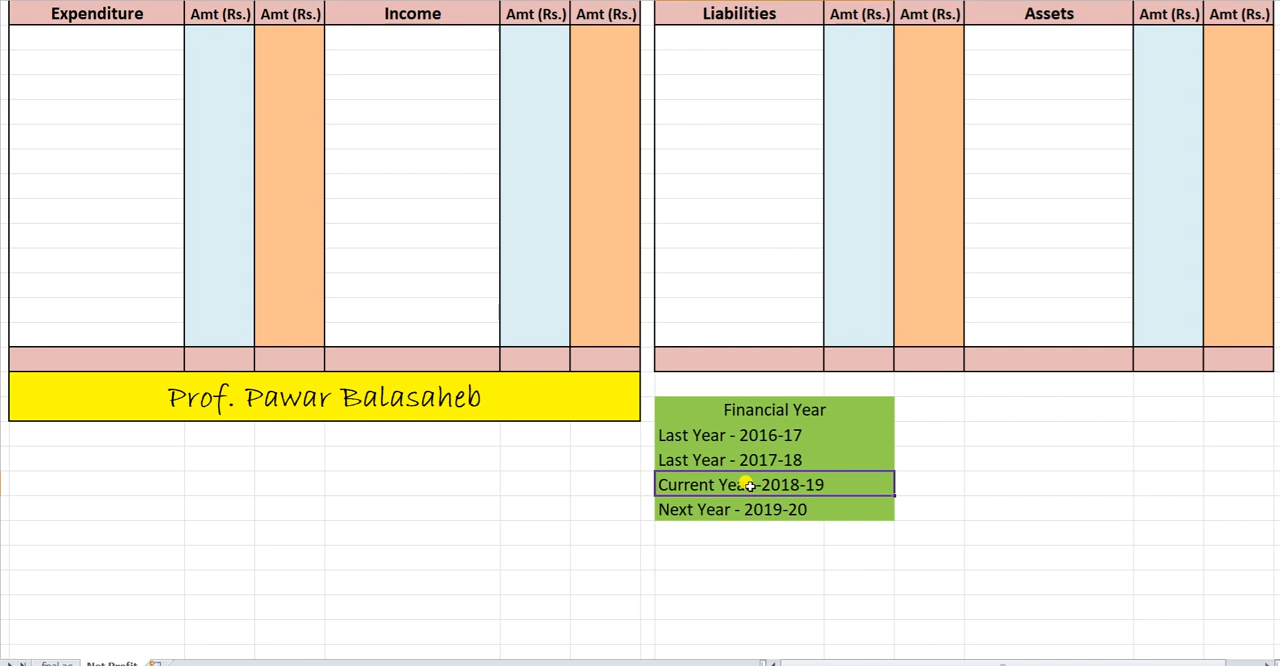 Expenditure Amt (Rs.) Amt (Rs.) Income Amt (Rs.) Amt (Rs.) Liabilities Amt (Rs.) Amt (Rs.) Assets Amt (Rs.) Amt (Rs.)
Prof. Pawar Balasaheb
Financial Year
Last Year - 2016-17
Last Year - 2017-18
Current Year -2018-19
Next Year - 2019-20
Net Profit